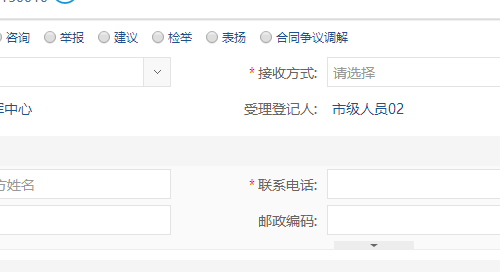 咨询 举报 建议 检举 表扬 合同争议调解
* 接收方式: 请选择
中心 受理登记人: 市级人员02
方姓名 * 联系电话:
邮政编码: